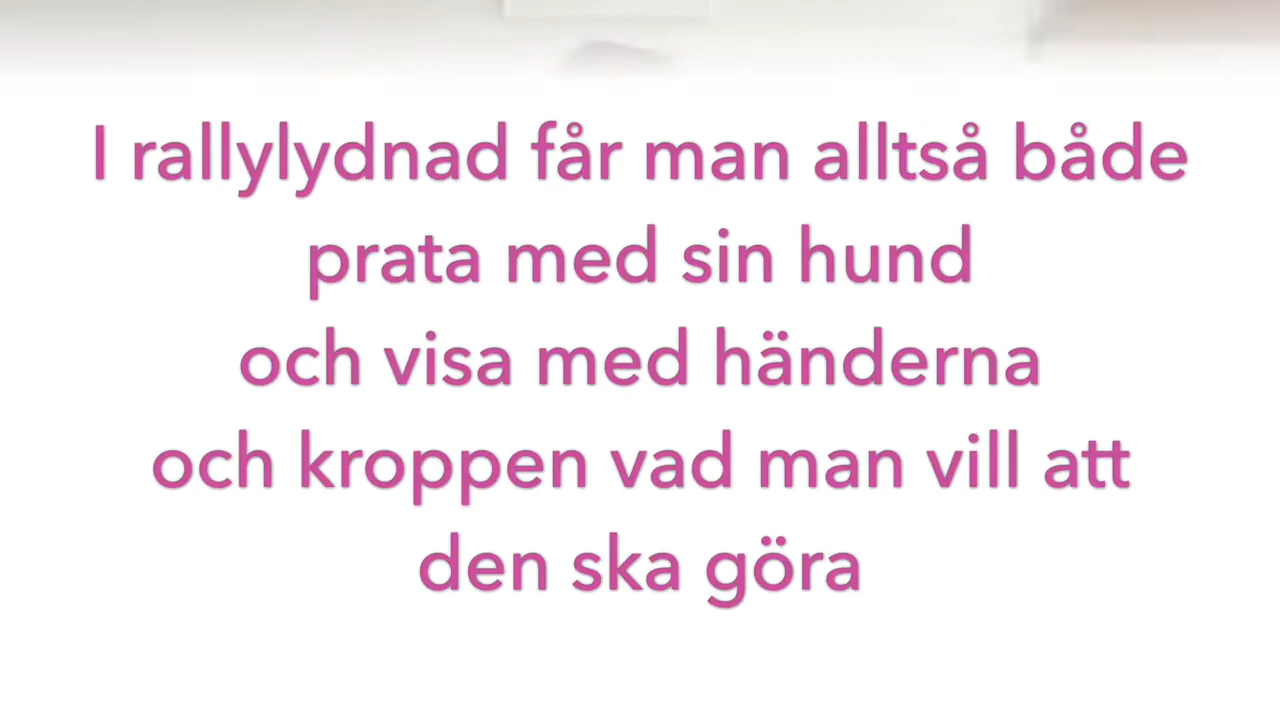 I rallylydnad får man alltså både
prata med sin hund
och visa med händerna
och kroppen vad man vill att
den ska göra